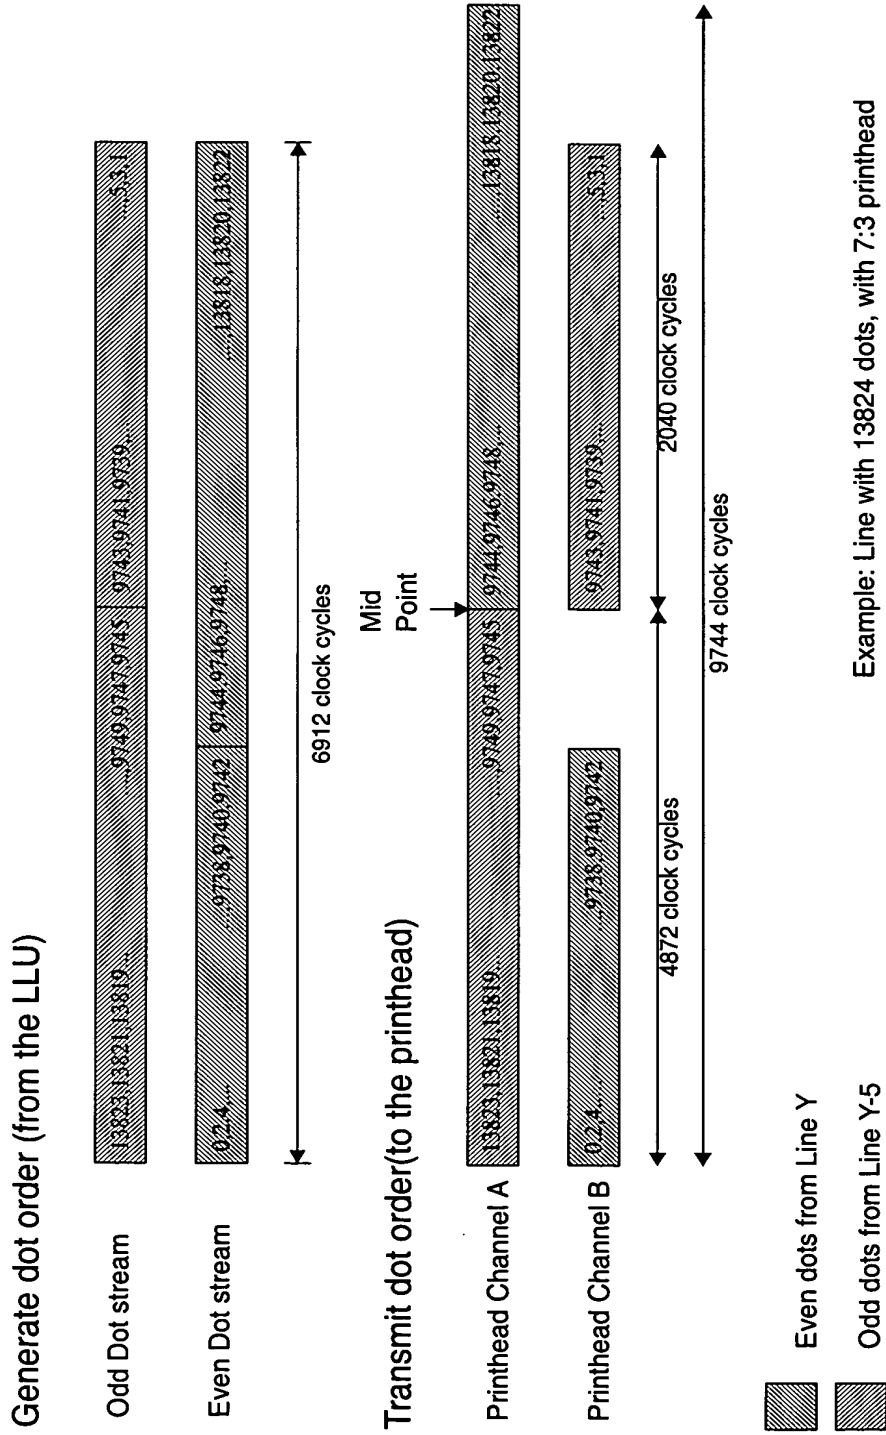 Generate dot order (from the LLU)
Odd Dot stream 13823,13821,13819... ....,9749,9747,9745 9743,9741,9739,.... ...,5,3,1
Even Dot stream 0,2,4,... ....,9738,9740,9742 9744,9746,9748,... ....,13818,13820,13822
6912 clock cycles
Transmit dot order(to the printhead)
Mid
Point
Printhead Channel A 13823,13821,13819... ....,9749,9747,9745 9744,9746,9748,.... ....,13818,13820,13822
Printhead Channel B 0,2,4,.... ....,9738,9740,9742 9743,9741,9739,.... ...,5,3,1
4872 clock cycles 2040 clock cycles
9744 clock cycles
Even dots from Line Y
Odd dots from Line Y-5
Example: Line with 13824 dots, with 7:3 printhead